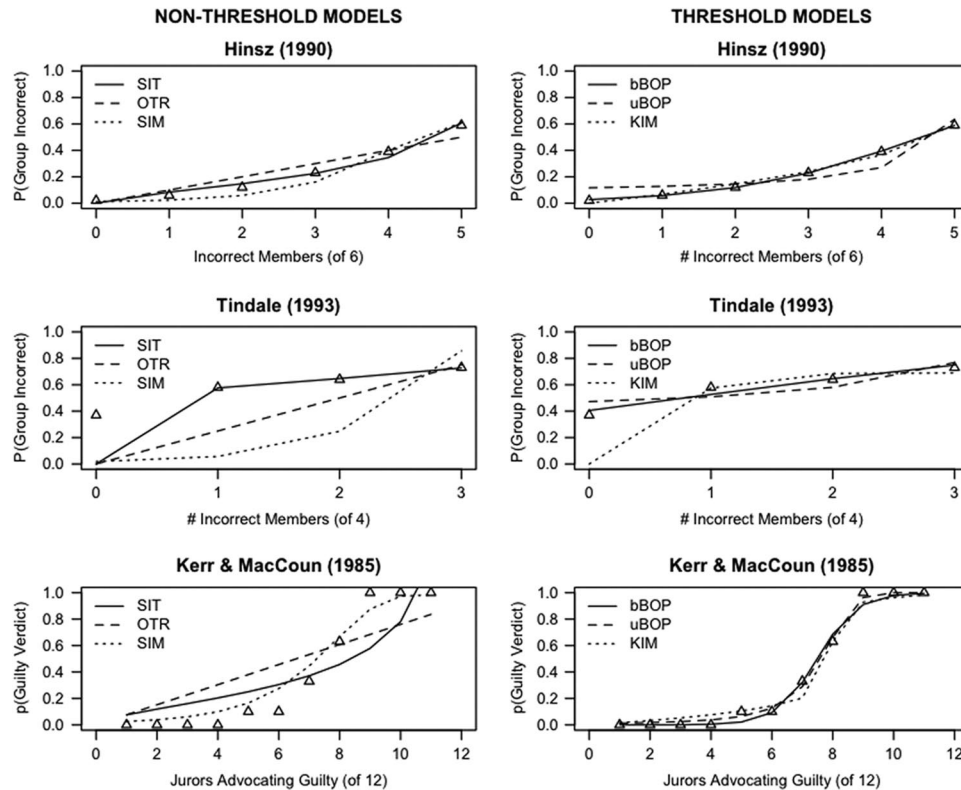 NON-THRESHOLD MODELS
Hinsz (1990)
P(Group Incorrect)
1.0
0.8
0.6
0.4
0.2
0.0
SIT
OTR
SIM
0 1 2 3 4 5
Incorrect Members (of 6)
THRESHOLD MODELS
Hinsz (1990)
P(Group Incorrect)
1.0
0.8
0.6
0.4
0.2
0.0
bBOP
uBOP
KIM
0 1 2 3 4 5
# Incorrect Members (of 6)
Tindale (1993)
P(Group Incorrect)
1.0
0.8
0.6
0.4
0.2
0.0
SIT
OTR
SIM
0 1 2 3
# Incorrect Members (of 4)
Tindale (1993)
P(Group Incorrect)
1.0
0.8
0.6
0.4
0.2
0.0
bBOP
uBOP
KIM
0 1 2 3
# Incorrect Members (of 4)
Kerr & MacCoun (1985)
p(Guilty Verdict)
1.0
0.8
0.6
0.4
0.2
0.0
SIT
OTR
SIM
0 2 4 6 8 10 12
Jurors Advocating Guilty (of 12)
Kerr & MacCoun (1985)
p(Guilty Verdict)
1.0
0.8
0.6
0.4
0.2
0.0
bBOP
uBOP
KIM
0 2 4 6 8 10 12
Jurors Advocating Guilty (of 12)